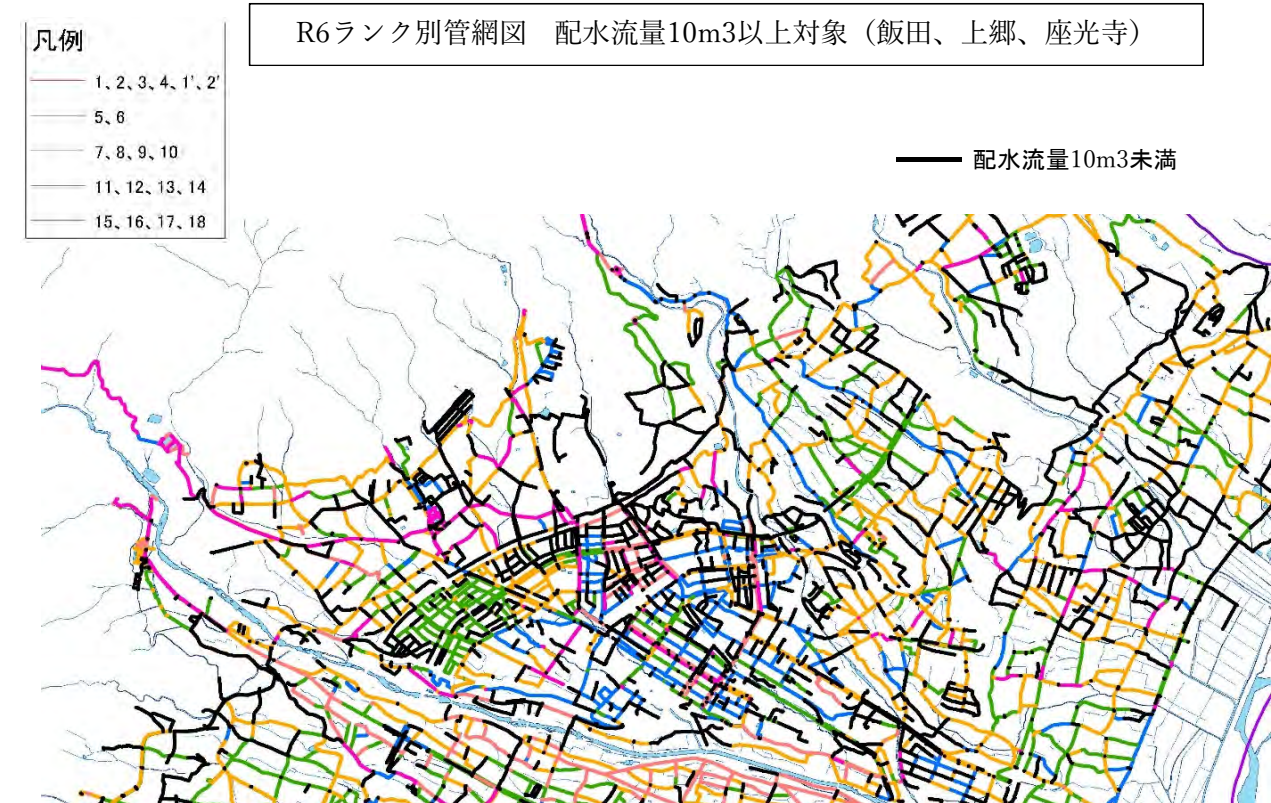 R6ランク別管網図　配水流量10m3以上対象（飯田、上郷、座光寺）
凡例
1、2、3、4、1'、2'
5、6
7、8、9、10
11、12、13、14
15、16、17、18
配水流量10m3未満